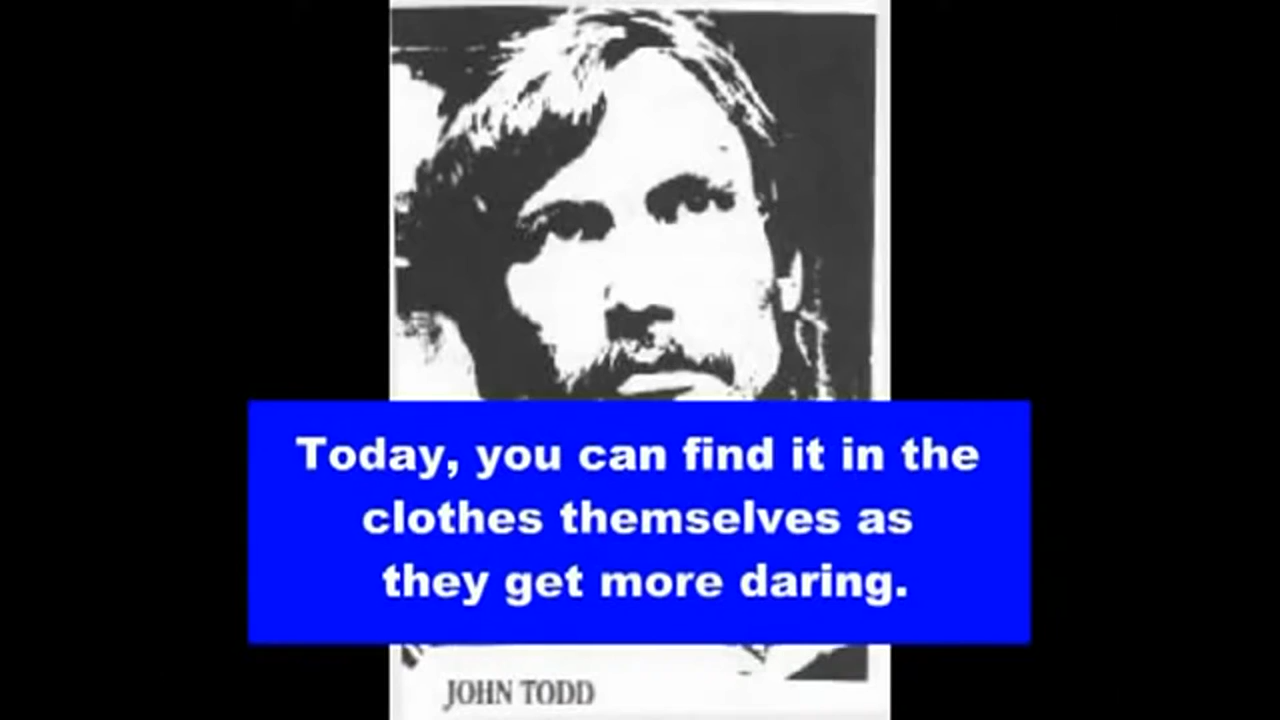 Today, you can find it in the
clothes themselves as
they get more daring.
JOHN TODD